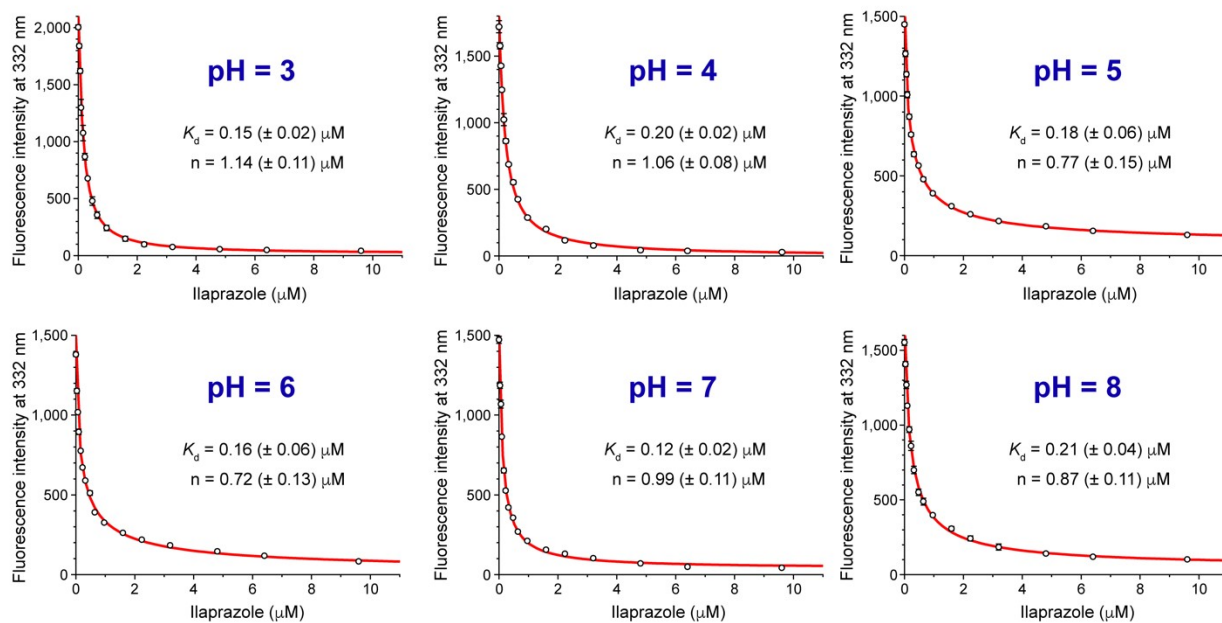 Fluorescence intensity at 332 nm
2,000
1,500
1,000
500
0
pH = 3
Kd = 0.15 (± 0.02) μM
n = 1.14 (± 0.11) μM
0 2 4 6 8 10
Ilaprazole (μM)
Fluorescence intensity at 332 nm
1,500
1,000
500
0
pH = 4
Kd = 0.20 (± 0.02) μM
n = 1.06 (± 0.08) μM
0 2 4 6 8 10
Ilaprazole (μM)
Fluorescence intensity at 332 nm
1,500
1,000
500
0
pH = 5
Kd = 0.18 (± 0.06) μM
n = 0.77 (± 0.15) μM
0 2 4 6 8 10
Ilaprazole (μM)
Fluorescence intensity at 332 nm
1,500
1,000
500
0
pH = 6
Kd = 0.16 (± 0.06) μM
n = 0.72 (± 0.13) μM
0 2 4 6 8 10
Ilaprazole (μM)
Fluorescence intensity at 332 nm
1,500
1,000
500
0
pH = 7
Kd = 0.12 (± 0.02) μM
n = 0.99 (± 0.11) μM
0 2 4 6 8 10
Ilaprazole (μM)
Fluorescence intensity at 332 nm
1,500
1,000
500
0
pH = 8
Kd = 0.21 (± 0.04) μM
n = 0.87 (± 0.11) μM
0 2 4 6 8 10
Ilaprazole (μM)